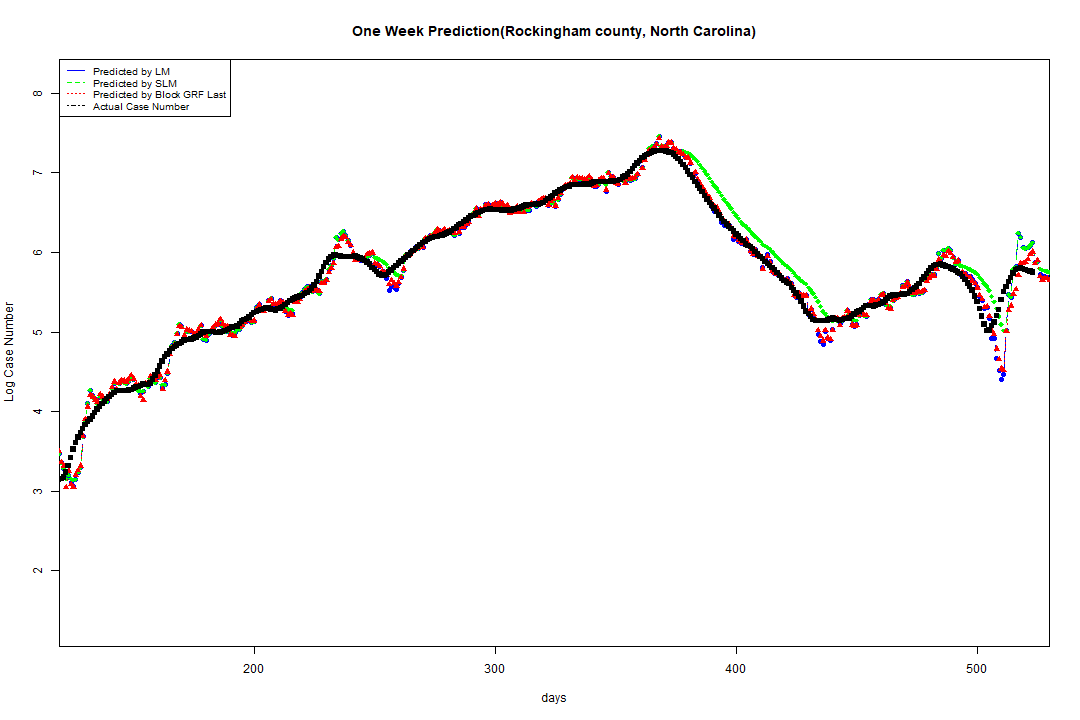 One Week Prediction(Rockingham county, North Carolina)
Predicted by LM
Predicted by SLM
Predicted by Block GRF Last
Actual Case Number
8
7
6
5
4
3
2
Log Case Number
200 300 400 500
days